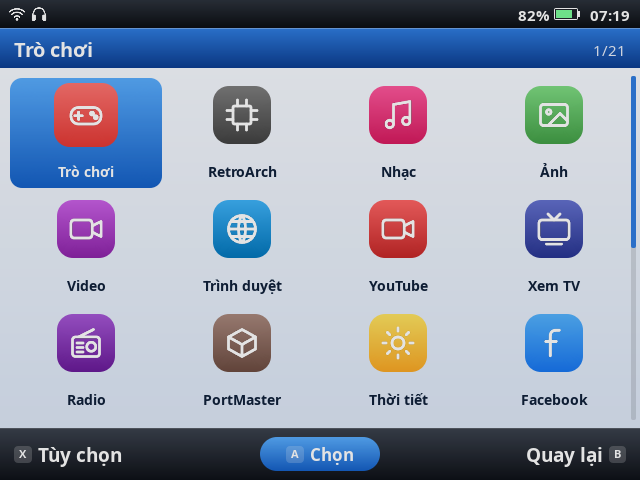 82% 07:19
Trò chơi 1/21
Trò chơi RetroArch Nhạc Ảnh
Video Trình duyệt YouTube Xem TV
Radio PortMaster Thời tiết Facebook
X Tùy chọn A Chọn Quay lại B